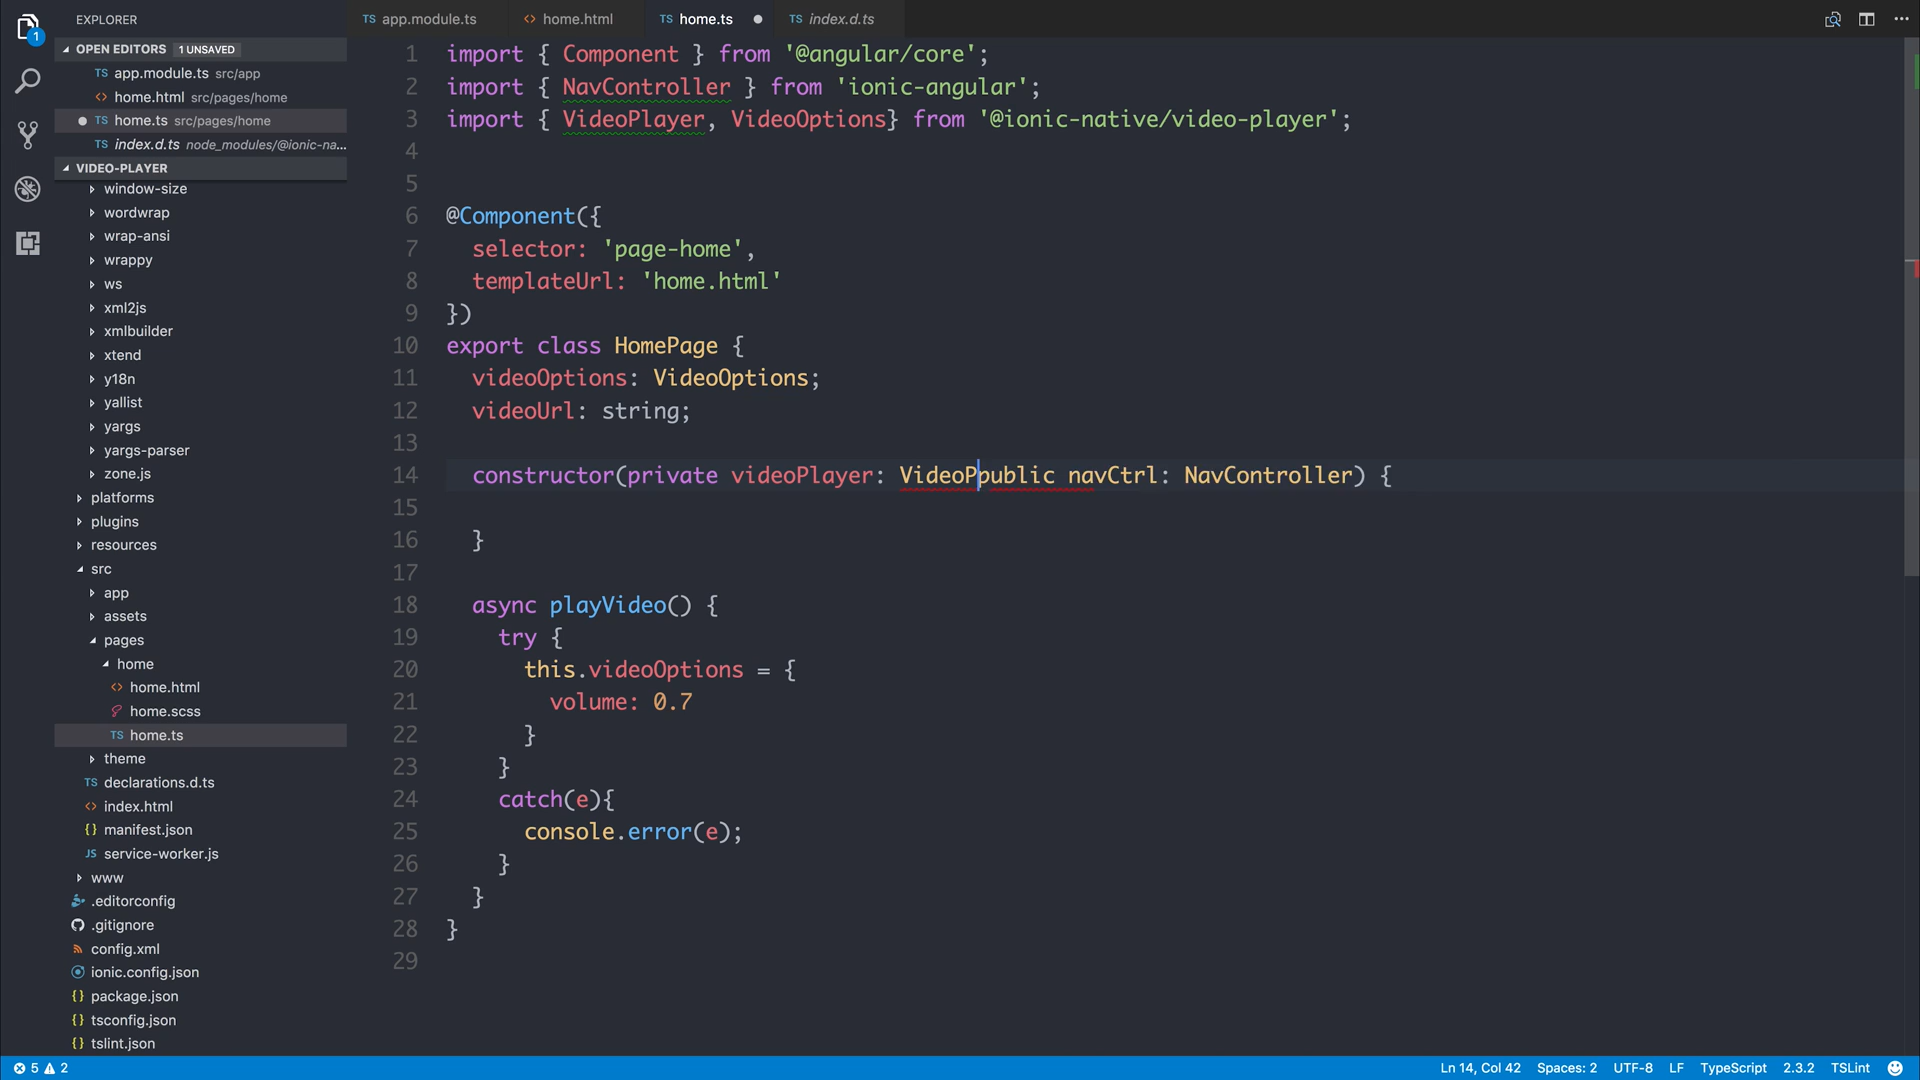 EXPLORER
OPEN EDITORS 1 UNSAVED
TS app.module.ts src/app
<> home.html src/pages/home
TS home.ts src/pages/home
TS index.d.ts node_modules/@ionic-na...
VIDEO-PLAYER
window-size
wordwrap
wrap-ansi
wrappy
ws
xml2js
xmlbuilder
xtend
y18n
yallist
yargs
yargs-parser
zone.js
platforms
plugins
resources
src
app
assets
pages
home
<> home.html
home.scss
TS home.ts
theme
TS declarations.d.ts
<> index.html
{} manifest.json
JS service-worker.js
www
.editorconfig
.gitignore
config.xml
ionic.config.json
{} package.json
{} tsconfig.json
{} tslint.json
1
TS app.module.ts <> home.html TS home.ts TS index.d.ts
1 import { Component } from '@angular/core';
2 import { NavController } from 'ionic-angular';
3 import { VideoPlayer, VideoOptions} from '@ionic-native/video-player';
4
5
6 @Component({
7 selector: 'page-home',
8 templateUrl: 'home.html'
9 })
10 export class HomePage {
11 videoOptions: VideoOptions;
12 videoUrl: string;
13
14 constructor(private videoPlayer: VideoPpublic navCtrl: NavController) {
15
16 }
17
18 async playVideo() {
19 try {
20 this.videoOptions = {
21 volume: 0.7
22 }
23 }
24 catch(e){
25 console.error(e);
26 }
27 }
28 }
29
5 2 Ln 14, Col 42 Spaces: 2 UTF-8 LF TypeScript 2.3.2 TSLint